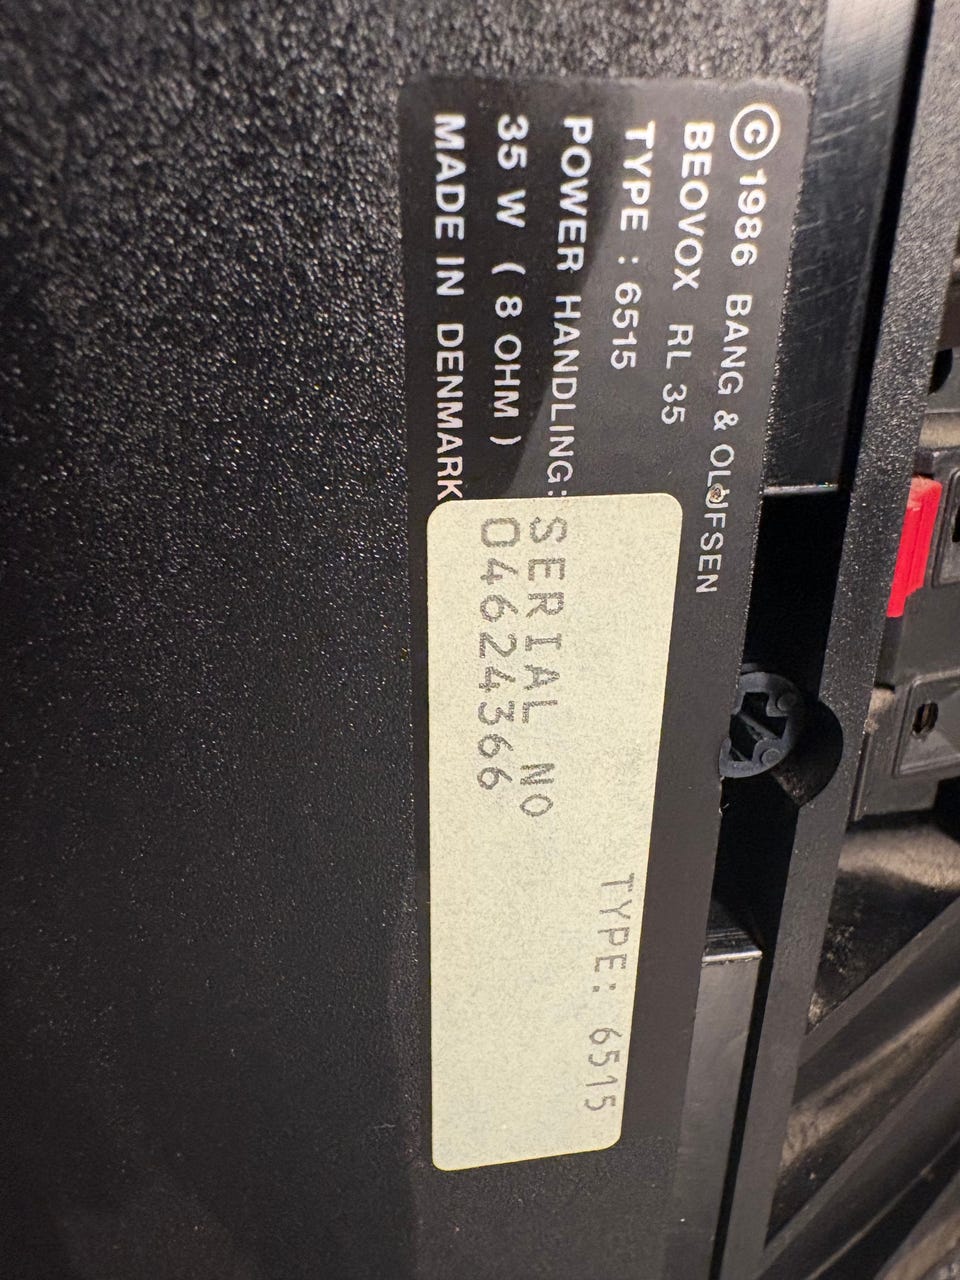 © 1986 BANG & OLUFSEN
BEOVOX RL 35
TYPE : 6515
POWER HANDLING:
35 W ( 8 OHM )
MADE IN DENMARK
TYPE: 6515
SERIAL NO
04624366